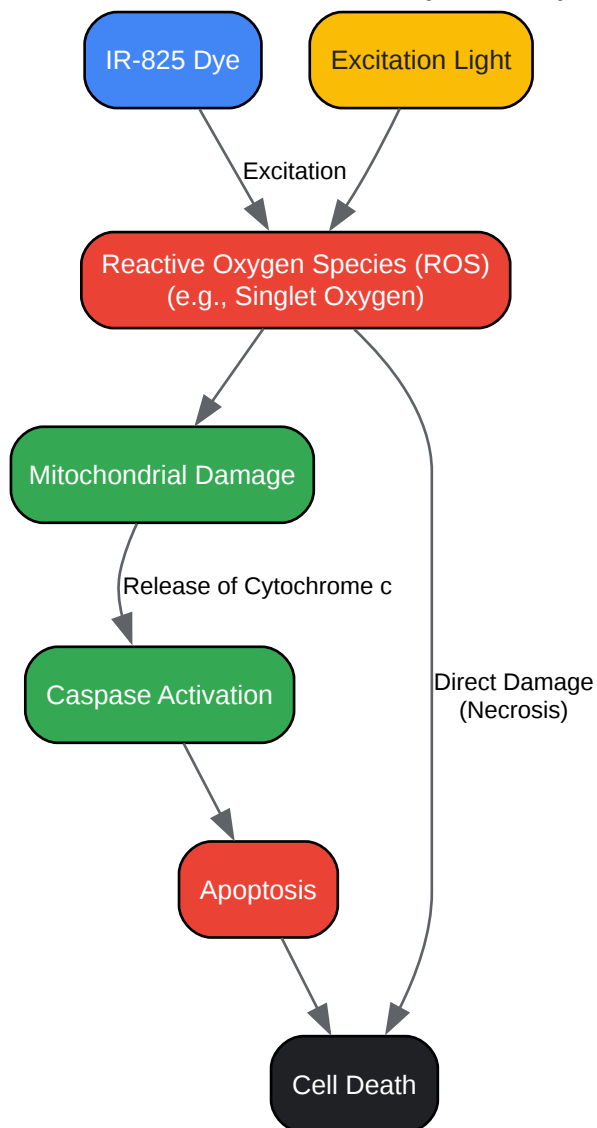 IR-825 Dye
Excitation Light
Excitation
Reactive Oxygen Species (ROS)
(e.g., Singlet Oxygen)
Mitochondrial Damage
Release of Cytochrome c
Caspase Activation
Direct Damage
(Necrosis)
Apoptosis
Cell Death